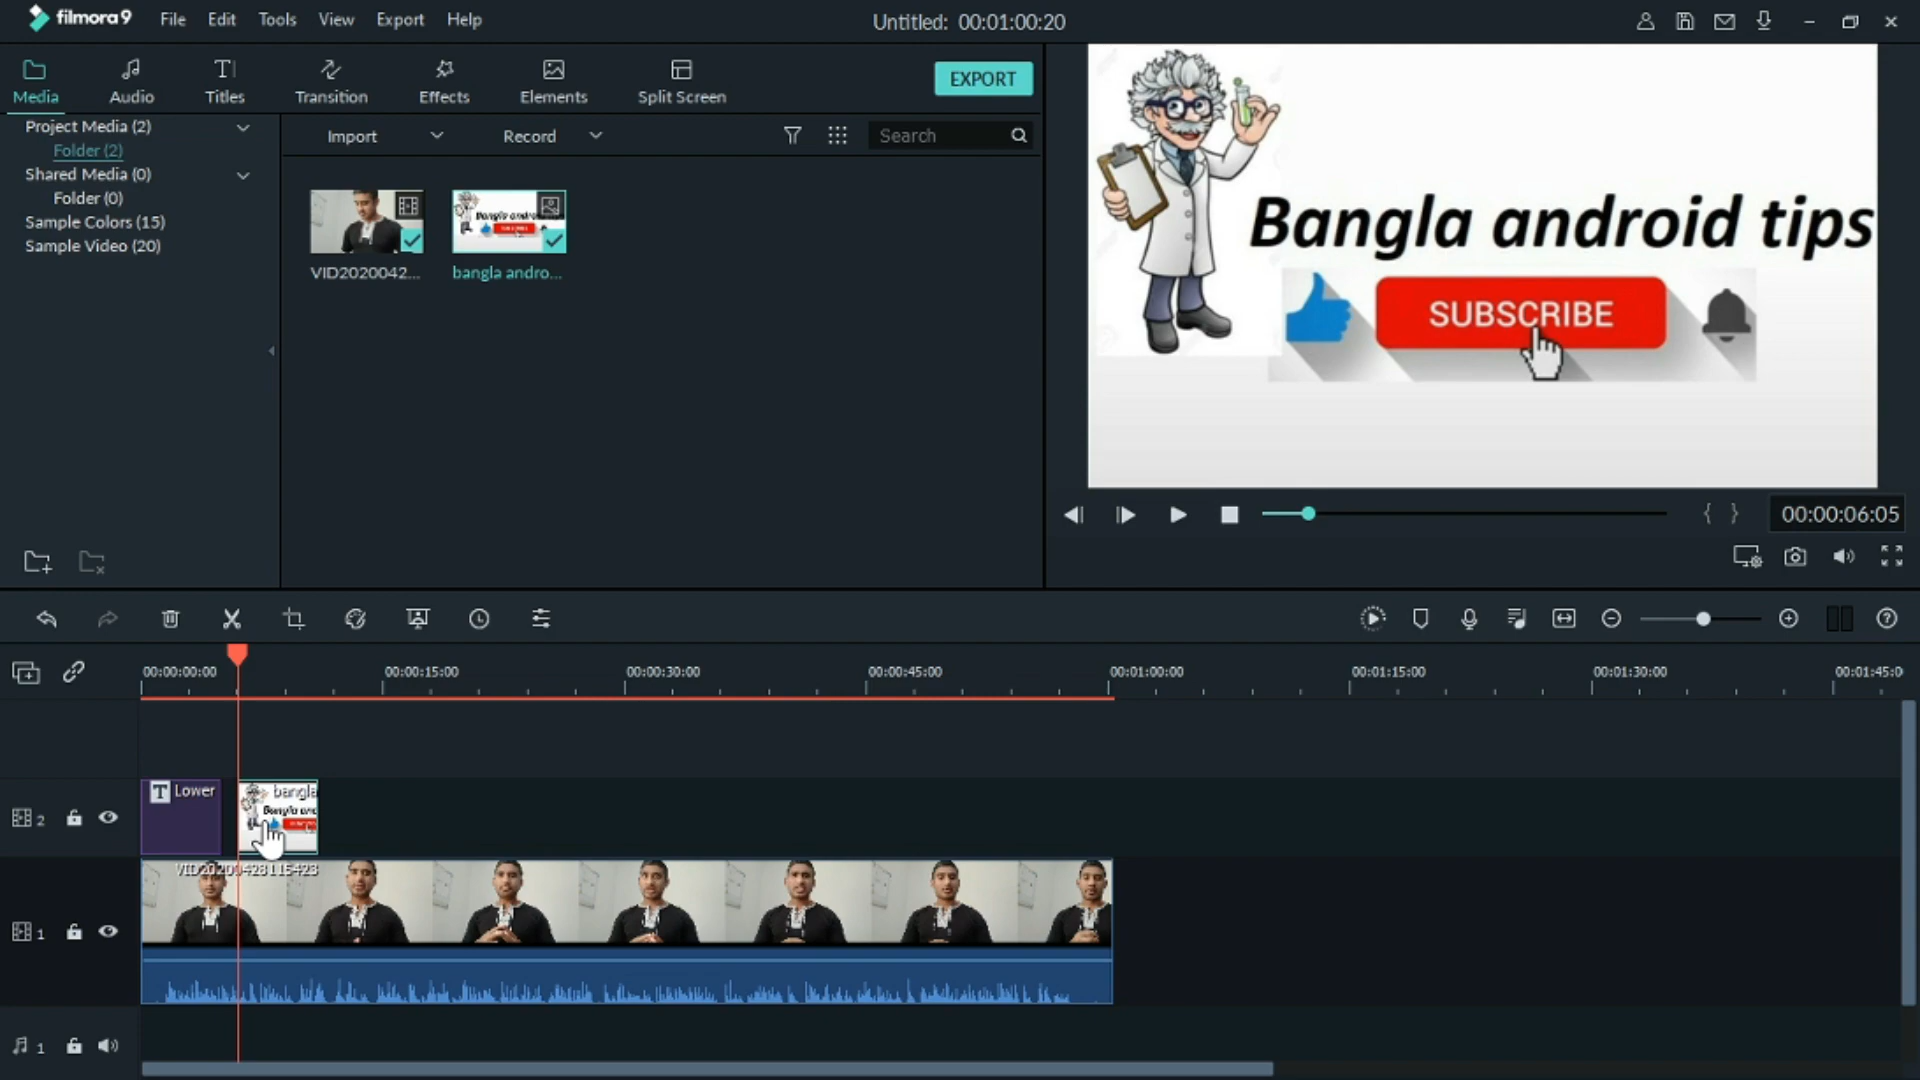 filmora9 File Edit Tools View Export Help Untitled: 00:01:00:20
Media Audio Titles Transition Effects Elements Split Screen EXPORT
Project Media (2)
Folder (2)
Shared Media (0)
Folder (0)
Sample Colors (15)
Sample Video (20)
Import Record Search
VID2020042... bangla andro...
Bangla android tips
SUBSCRIBE
00:00:06:05
00:00:00:00 00:00:15:00 00:00:30:00 00:00:45:00 00:01:00:00 00:01:15:00 00:01:30:00 00:01:45:0
T Lower bangla
2
VID20200428115423
1
1